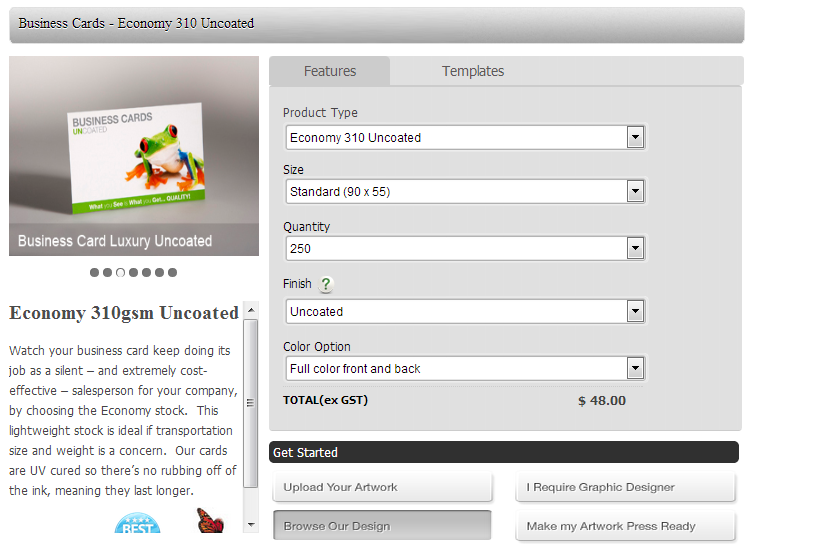 Business Cards - Economy 310 Uncoated
BUSINESS CARDS
UNCOATED
What you See is What you Get... QUALITY!
Business Card Luxury Uncoated
Economy 310gsm Uncoated
Watch your business card keep doing its
job as a silent – and extremely cost-
effective – salesperson for your company,
by choosing the Economy stock.  This
lightweight stock is ideal if transportation
size and weight is a concern.  Our cards
are UV cured so there's no rubbing off of
the ink, meaning they last longer.
BEST
Features
Templates
Product Type
Economy 310 Uncoated
Size
Standard (90 x 55)
Quantity
250
Finish ?
Uncoated
Color Option
Full color front and back
TOTAL(ex GST) $ 48.00
Get Started
Upload Your Artwork
I Require Graphic Designer
Browse Our Design
Make my Artwork Press Ready